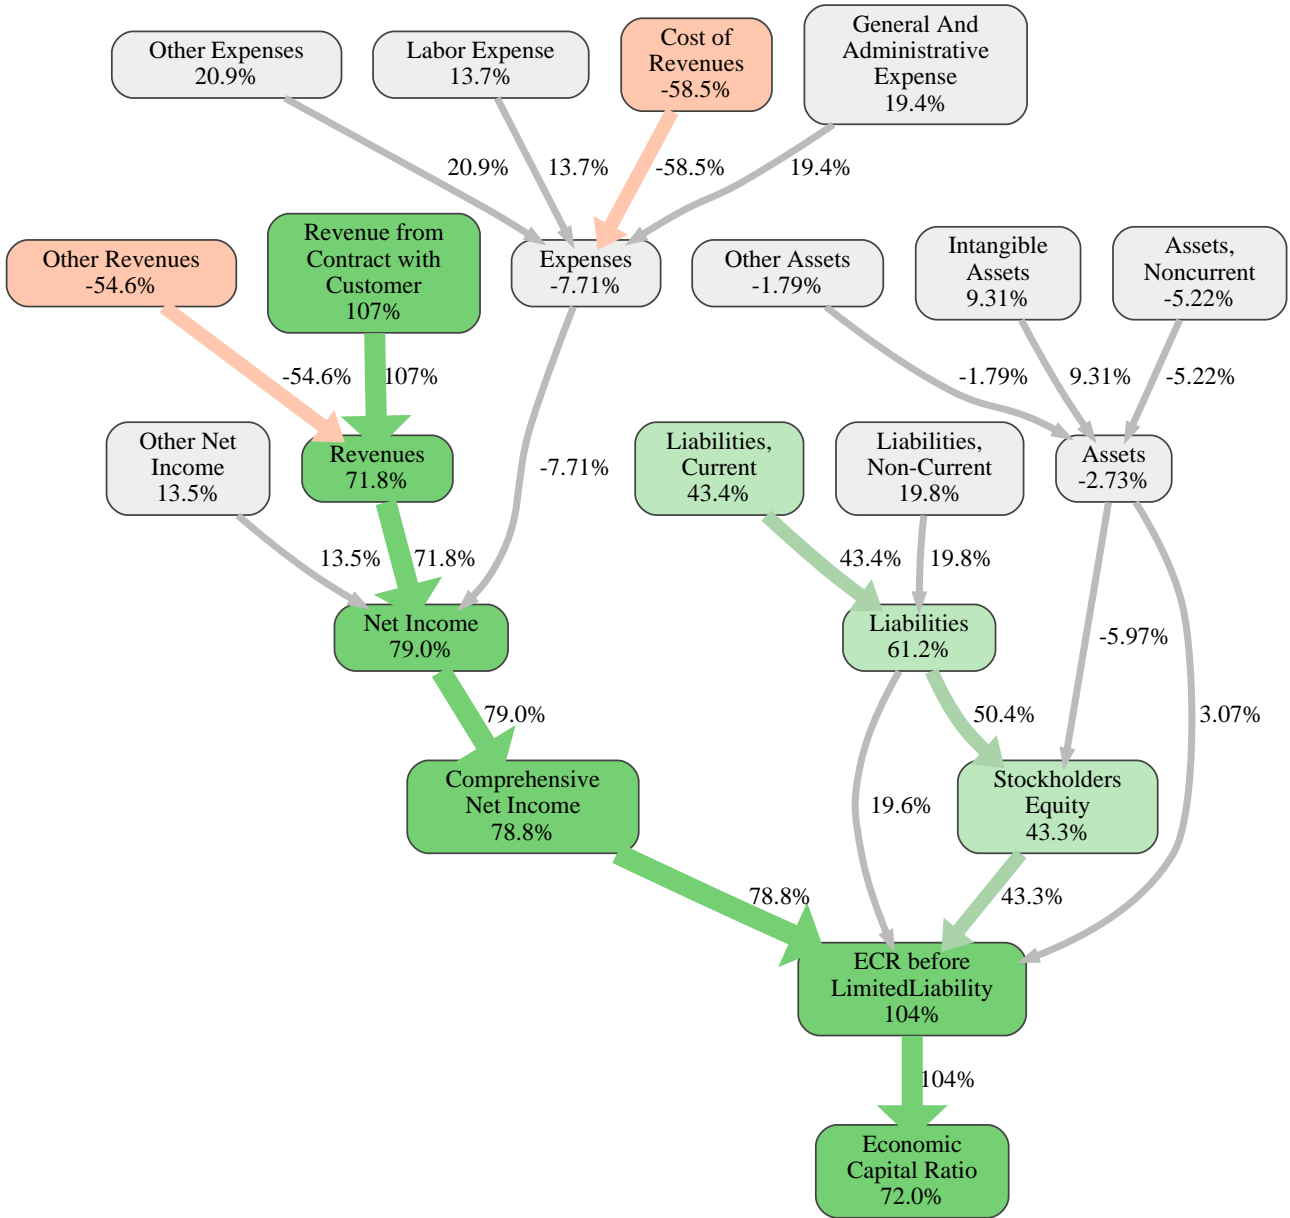 Other Expenses
20.9%
Labor Expense
13.7%
Cost of
Revenues
-58.5%
General And
Administrative
Expense
19.4%
20.9%
13.7%
-58.5%
19.4%
Other Revenues
-54.6%
Revenue from
Contract with
Customer
107%
Expenses
-7.71%
Other Assets
-1.79%
Intangible
Assets
9.31%
Assets,
Noncurrent
-5.22%
-54.6%
107%
-1.79%
9.31%
-5.22%
Other Net
Income
13.5%
Revenues
71.8%
-7.71%
Liabilities,
Current
43.4%
Liabilities,
Non-Current
19.8%
Assets
-2.73%
13.5%
71.8%
43.4%
19.8%
Net Income
79.0%
Liabilities
61.2%
-5.97%
79.0%
50.4%
3.07%
Comprehensive
Net Income
78.8%
19.6%
Stockholders
Equity
43.3%
78.8%
43.3%
ECR before
LimitedLiability
104%
104%
Economic
Capital Ratio
72.0%